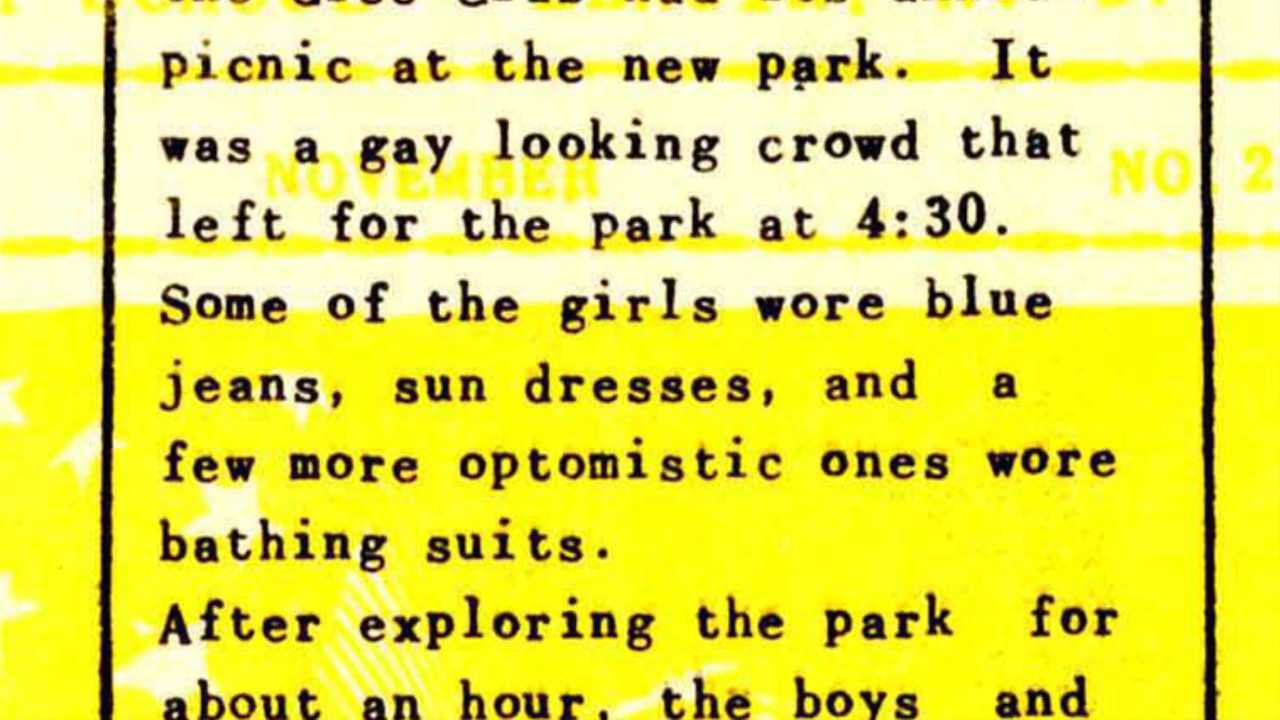 picnic at the new park. It
was a gay looking crowd that
NOVEMBER NO. 2
left for the park at 4:30.
Some of the girls wore blue
jeans, sun dresses, and a
few more optomistic ones wore
bathing suits.
After exploring the park for
about an hour, the boys and